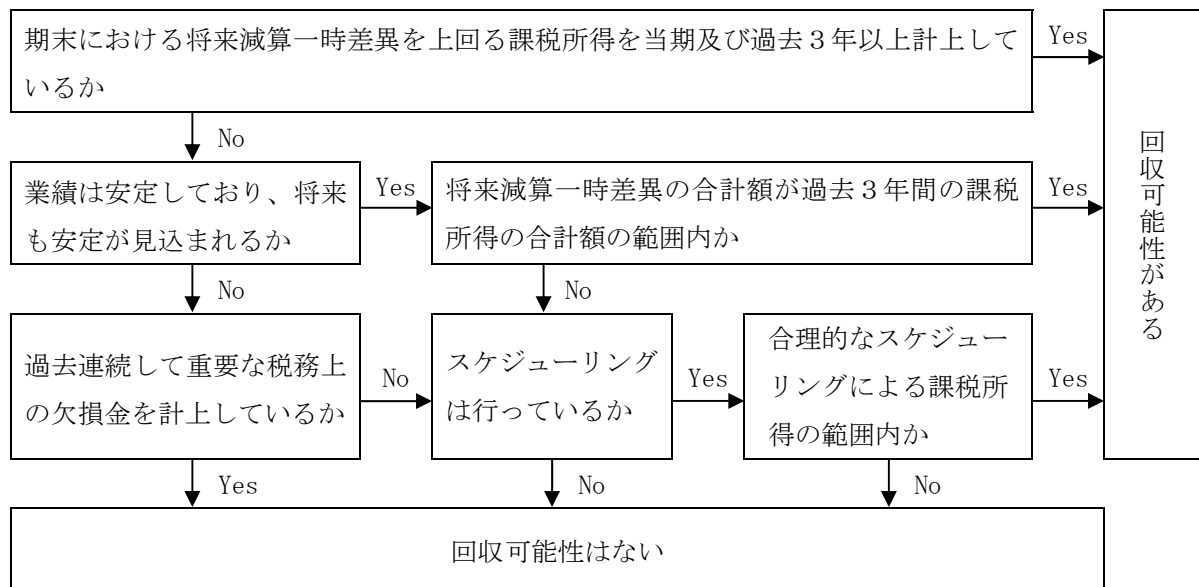 期末における将来減算一時差異を上回る課税所得を当期及び過去３年以上計上して
いるか
Yes
No
業績は安定しており、将来
も安定が見込まれるか
Yes
将来減算一時差異の合計額が過去３年間の課税
所得の合計額の範囲内か
Yes
回収可能性がある
No
No
過去連続して重要な税務上
の欠損金を計上しているか
No
スケジューリング
は行っているか
Yes
合理的なスケジュー
リングによる課税所
得の範囲内か
Yes
Yes
No
No
回収可能性はない